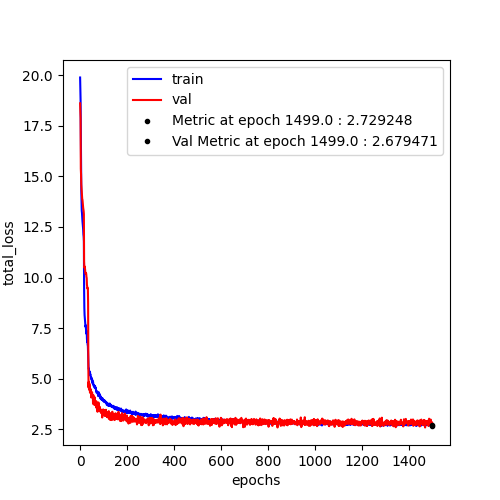 train
val
Metric at epoch 1499.0 : 2.729248
Val Metric at epoch 1499.0 : 2.679471
20.0
17.5
15.0
12.5
10.0
7.5
5.0
2.5
total_loss
0 200 400 600 800 1000 1200 1400
epochs